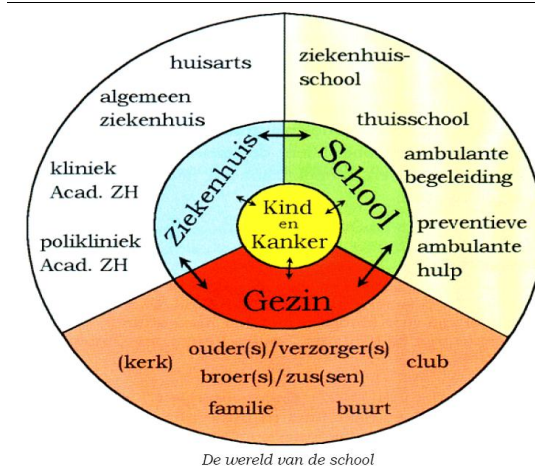 huisarts
algemeen
ziekenhuis
kliniek
Acad. ZH
polikliniek
Acad. ZH
ziekenhuis-
school
thuisschool
ambulante
begeleiding
preventieve
ambulante
hulp
Ziekenhuis
School
Kind
en
Kanker
Gezin
(kerk)
ouder(s)/verzorger(s)
club
broer(s)/zus(sen)
familie
buurt
De wereld van de school